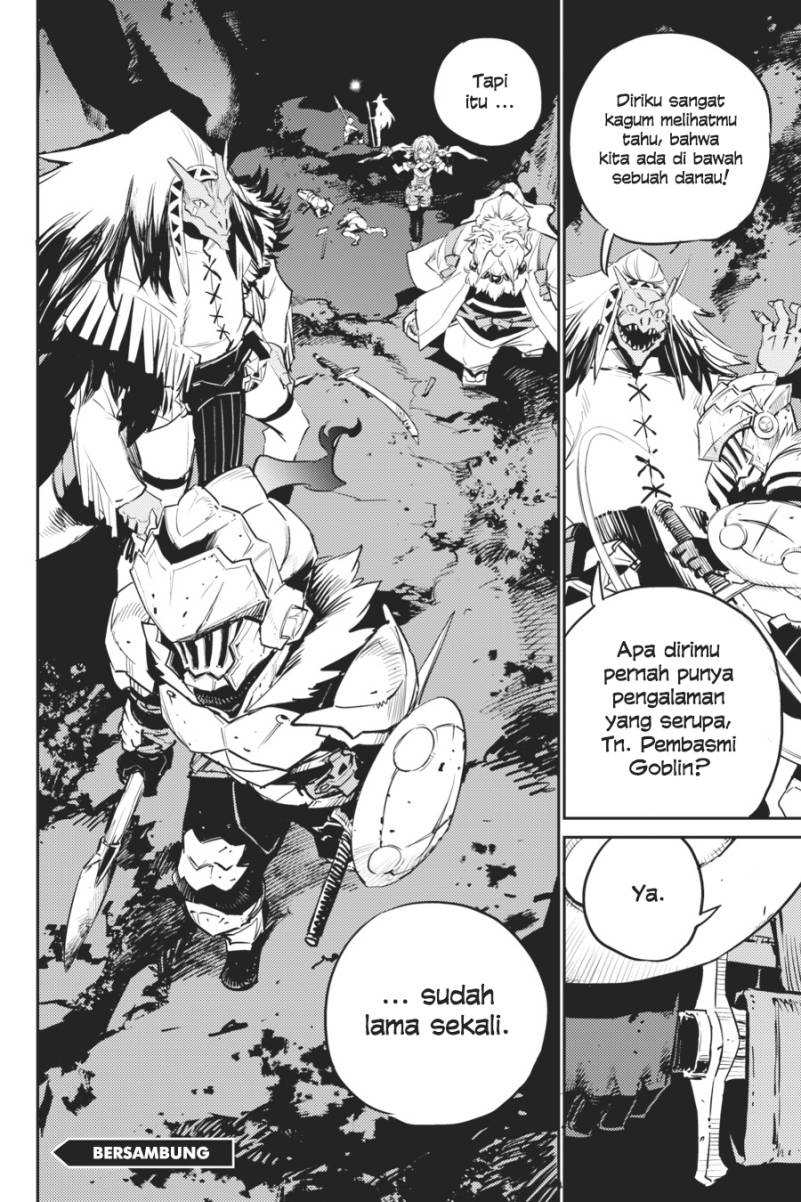 Diriku sangat
kagum melihatmu
tahu, bahwa
kita ada di bawah
sebuah danau!
Apa dirimu
pernah punya
pengalaman
yang serupa,
Tn. Pembasmi
Goblin?
Ya.
Tapi
itu ...
... sudah
lama sekali.
BERSAMBUNG